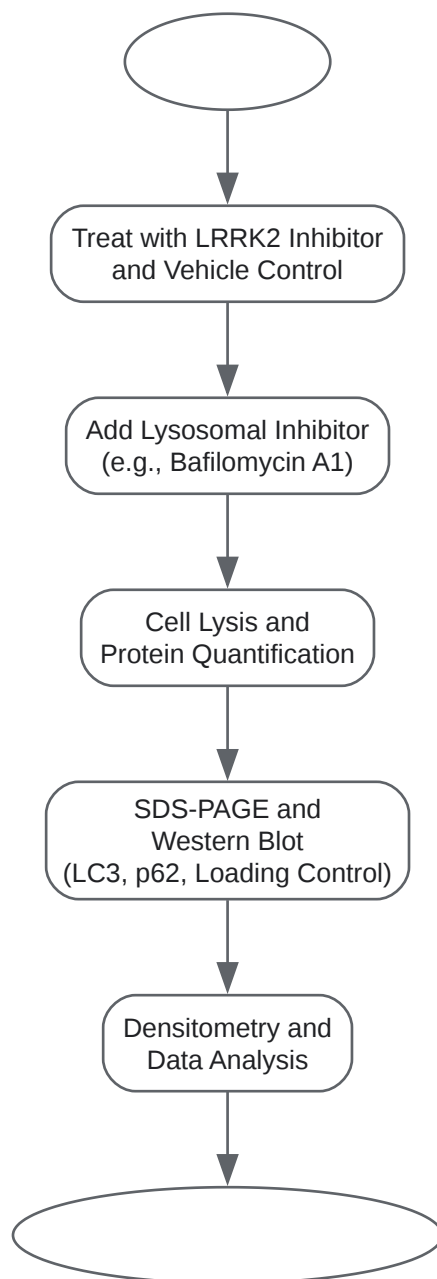 Treat with LRRK2 Inhibitor
and Vehicle Control
Add Lysosomal Inhibitor
(e.g., Bafilomycin A1)
Cell Lysis and
Protein Quantification
SDS-PAGE and
Western Blot
(LC3, p62, Loading Control)
Densitometry and
Data Analysis